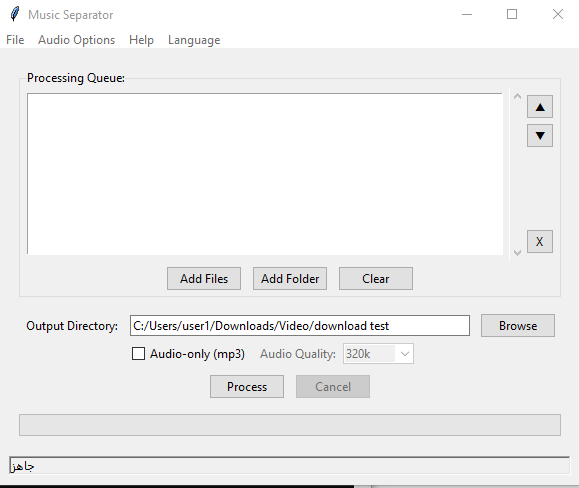 Music Separator
File Audio Options Help Language
Processing Queue:
▲
▼
X
Add Files Add Folder Clear
Output Directory: C:/Users/user1/Downloads/Video/download test Browse
Audio-only (mp3) Audio Quality: 320k
Process Cancel
جاهز